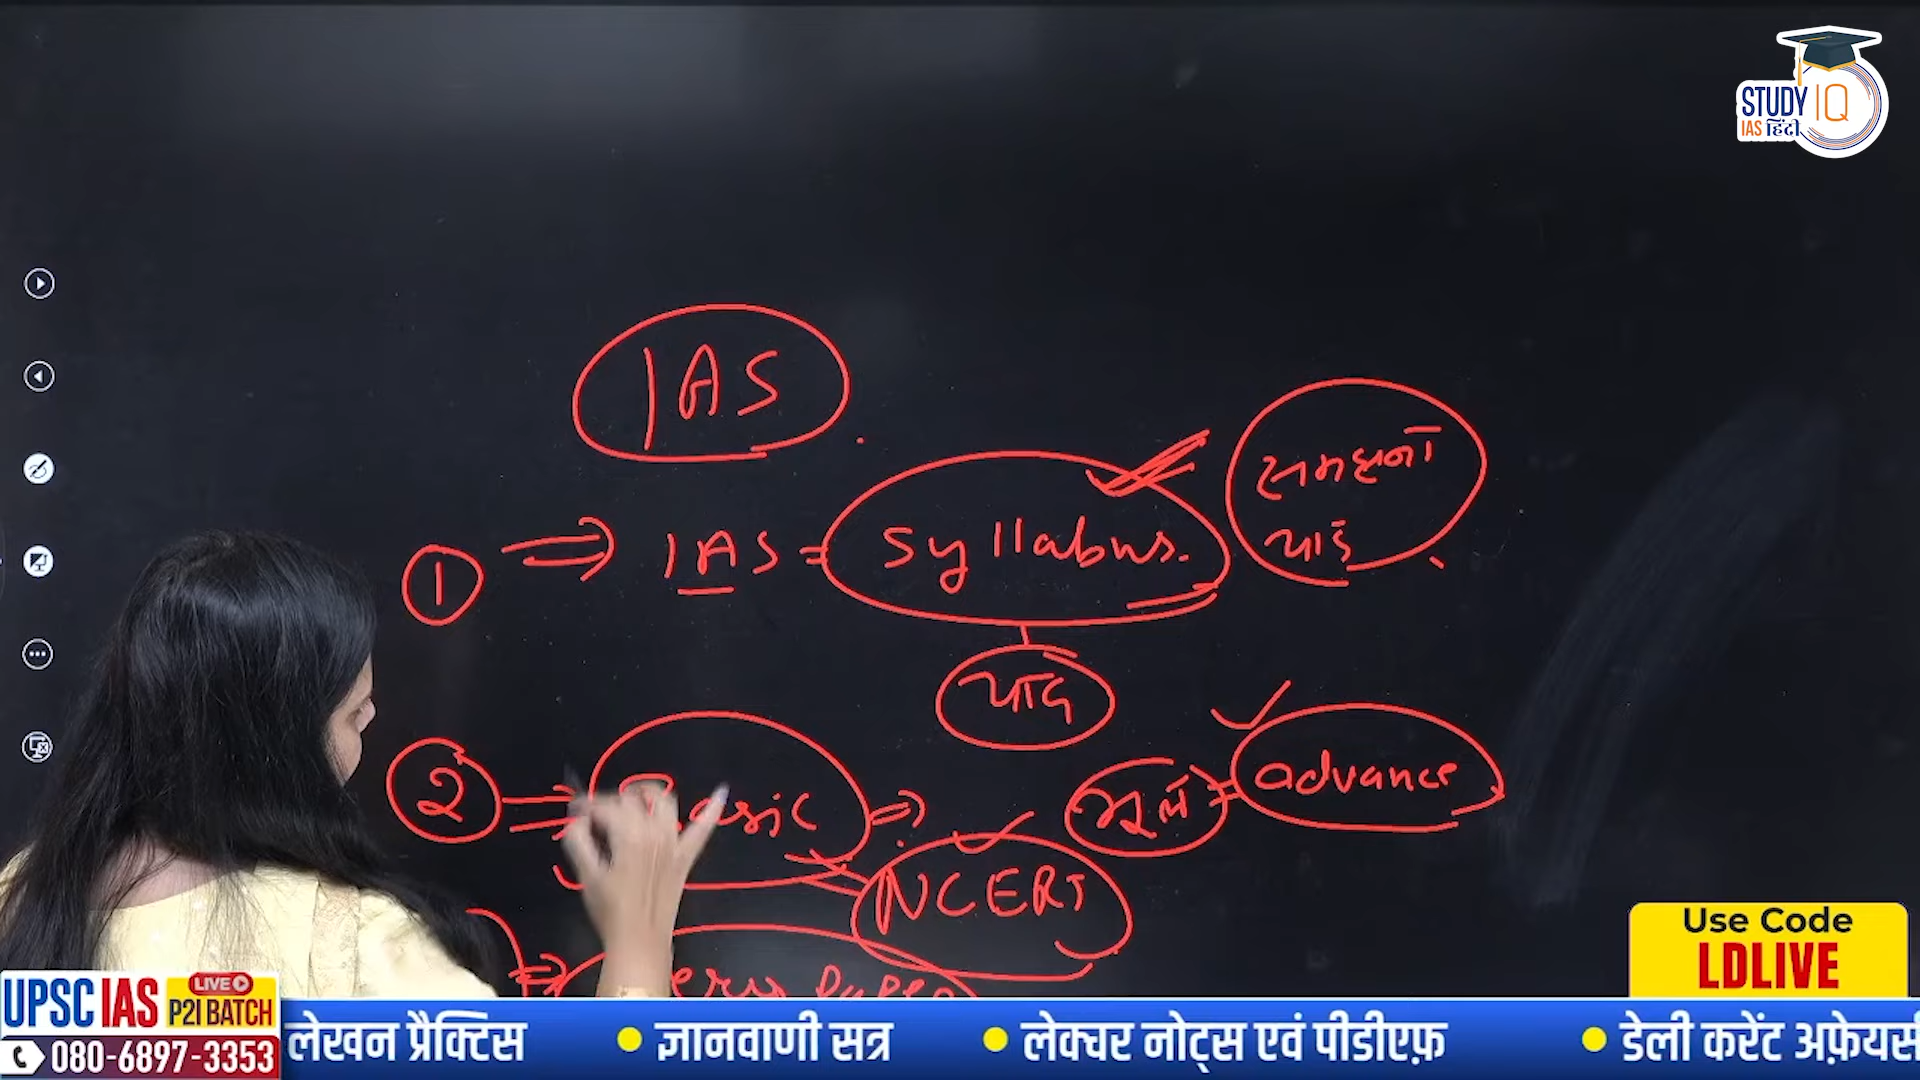 STUDY IQ
IAS हिंदी
IAS
समझना
1 IAS = Syllabus.
याद
याद
2 Basic
advance
NCERT
Use Code
LDLIVE
UPSC IAS LIVE P2I BATCH
080-6897-3353
लेखन प्रैक्टिस • ज्ञानवाणी सत्र • लेक्चर नोट्स एवं पीडीएफ़ • डेली करेंट अफ़ेयर्स